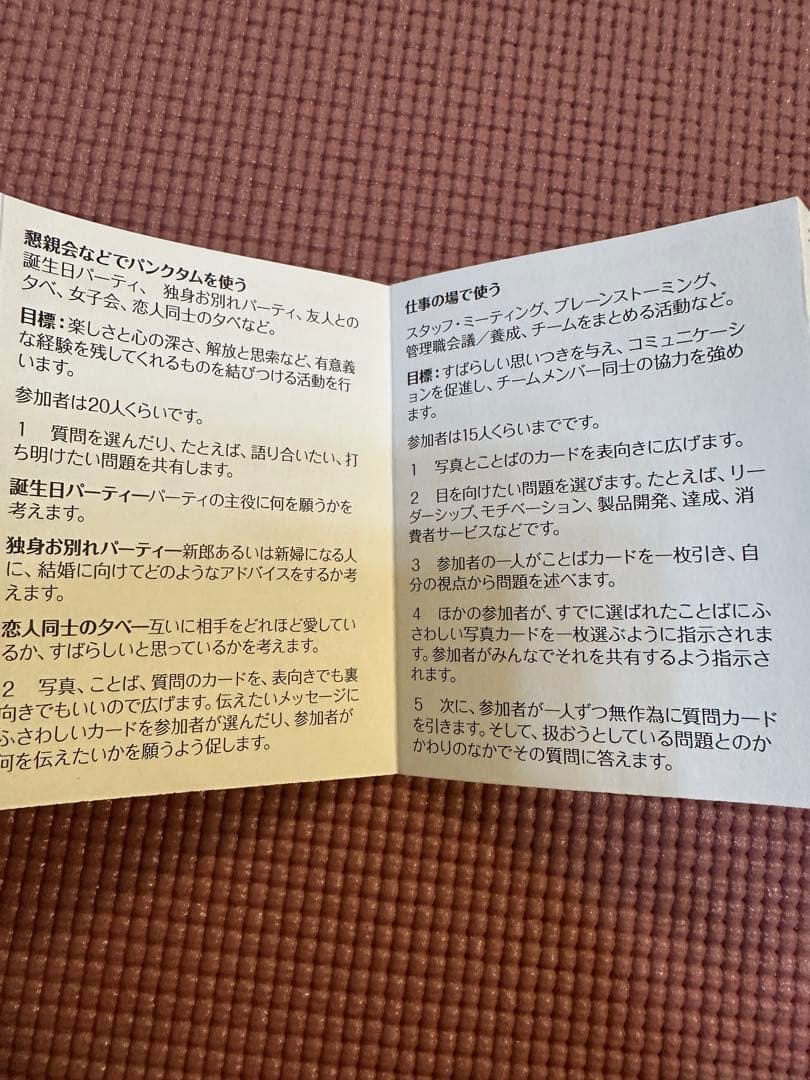 懇親会などでパンクタムを使う
誕生日パーティ、 独身お別れパーティ、友人との
夕べ、女子会、恋人同士の夕べなど。
目標：楽しさと心の深さ、解放と思索など、有意義
な経験を残してくれるものを結びつける活動を行
います。
参加者は20人くらいです。
1 質問を選んだり、たとえば、語り合いたい、打
ち明けたい問題を共有します。
誕生日パーティーパーティの主役に何を願うかを
考えます。
独身お別れパーティー新郎あるいは新婦になる人
に、結婚に向けてどのようなアドバイスをするか考
えます。
恋人同士の夕べー互いに相手をどれほど愛してい
るか、すばらしいと思っているかを考えます。
2 写真、ことば、質問のカードを、表向きでも裏
向きでもいいので広げます。伝えたいメッセージに
ふさわしいカードを参加者が選んだり、参加者が
何を伝えたいかを願うよう促します。
仕事の場で使う
スタッフ・ミーティング、ブレーンストーミング、
管理職会議／養成、チームをまとめる活動など。
目標：すばらしい思いつきを与え、コミュニケーシ
ョンを促進し、チームメンバー同士の協力を強め
ます。
参加者は15人くらいまでです。
1 写真とことばのカードを表向きに広げます。
2 目を向けたい問題を選びます。たとえば、リー
ダーシップ、モチベーション、製品開発、達成、消
費者サービスなどです。
3 参加者の一人がことばカードを一枚引き、自
分の視点から問題を述べます。
4 ほかの参加者が、すでに選ばれたことばにふ
さわしい写真カードを一枚選ぶように指示されま
す。参加者がみんなでそれを共有するよう指示さ
れます。
5 次に、参加者が一人ずつ無作為に質問カード
を引きます。そして、扱おうとしている問題とのか
かわりのなかでその質問に答えます。